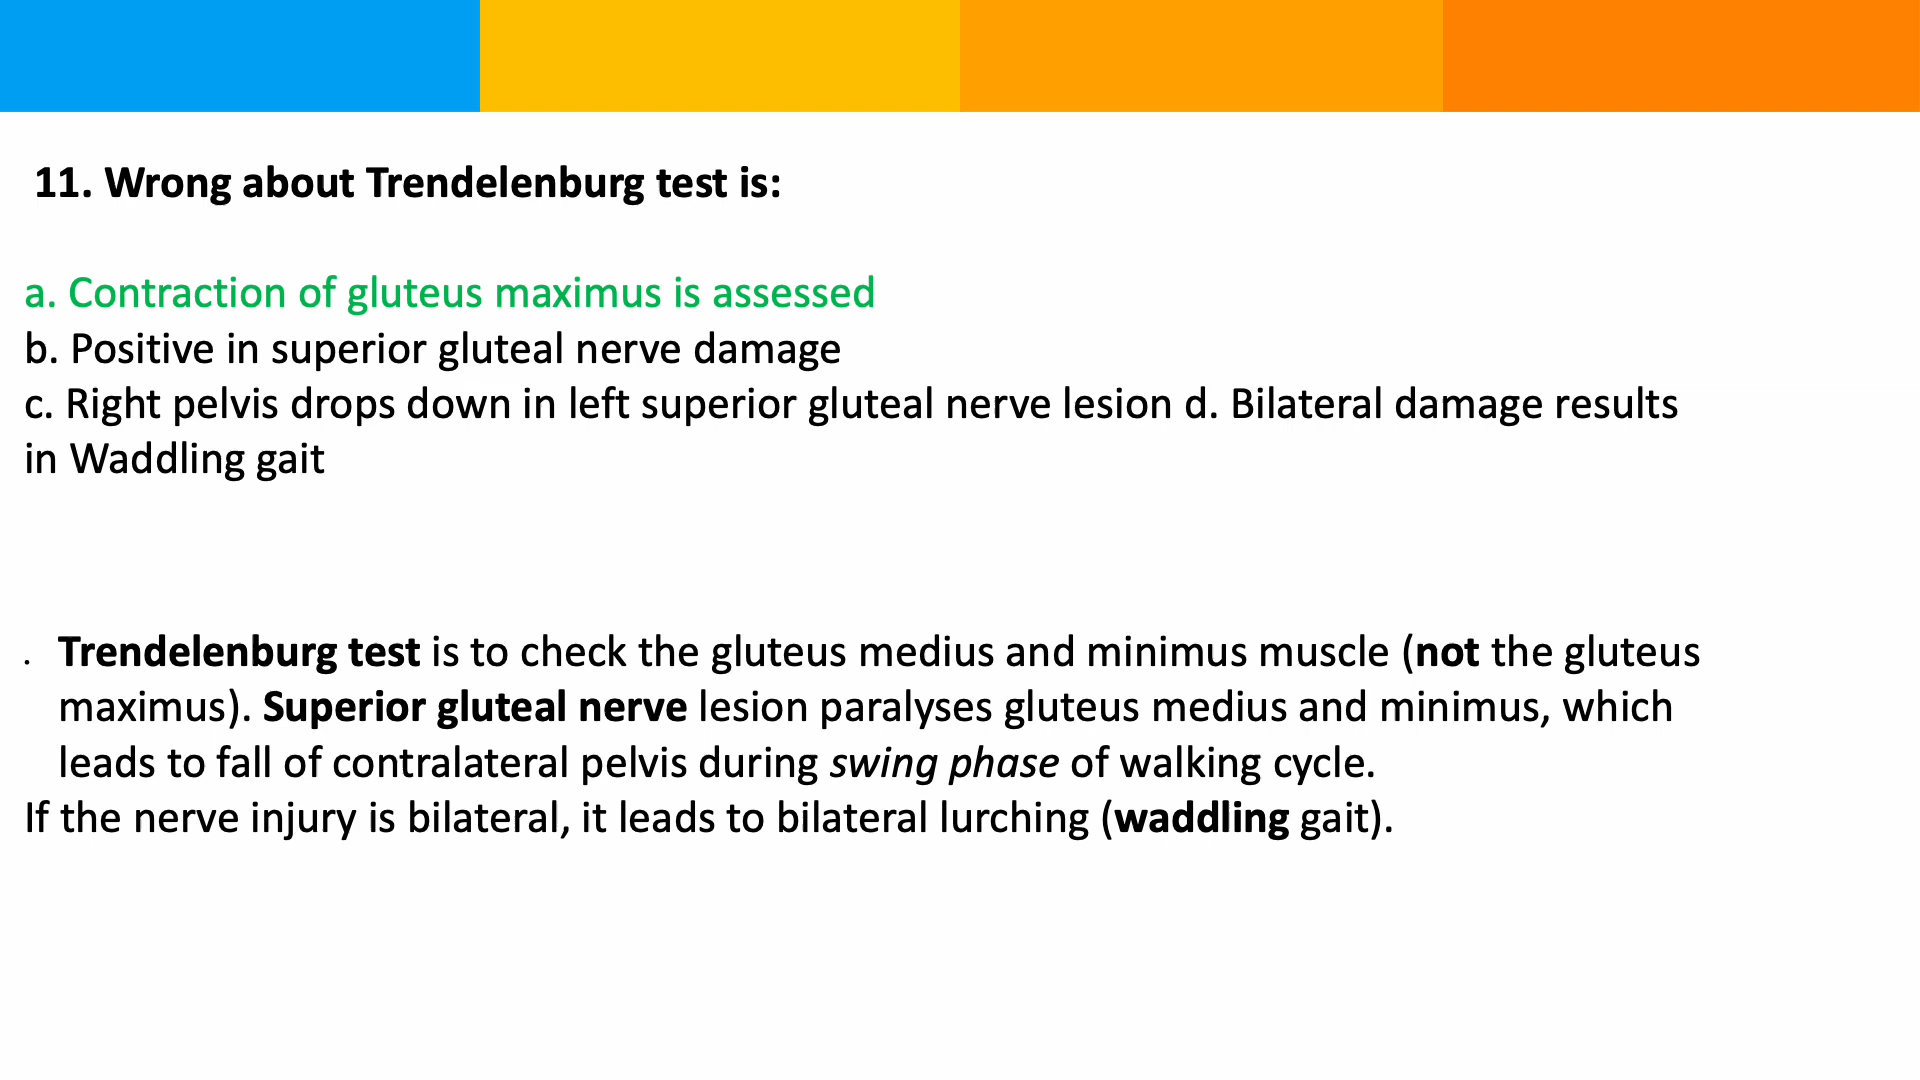 11. Wrong about Trendelenburg test is:
a. Contraction of gluteus maximus is assessed
b. Positive in superior gluteal nerve damage
c. Right pelvis drops down in left superior gluteal nerve lesion d. Bilateral damage results
in Waddling gait
. Trendelenburg test is to check the gluteus medius and minimus muscle (not the gluteus
maximus). Superior gluteal nerve lesion paralyses gluteus medius and minimus, which
leads to fall of contralateral pelvis during swing phase of walking cycle.
If the nerve injury is bilateral, it leads to bilateral lurching (waddling gait).